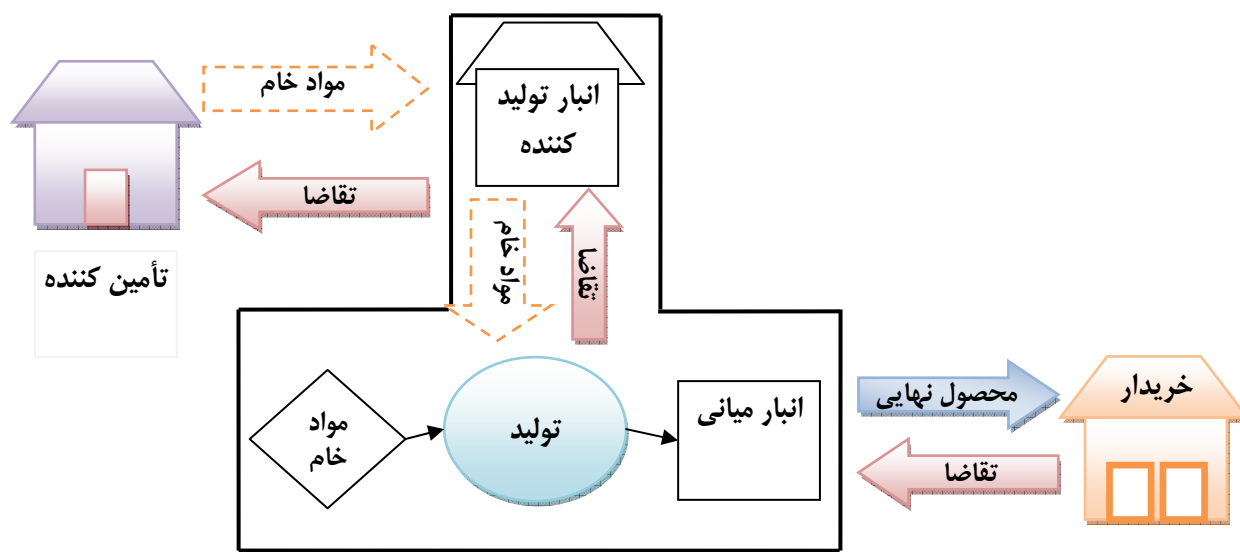 مواد خام
انبار تولید
کننده
تقاضا
تأمین کننده
مواد خام
تقاضا
مواد
خام
تولید
انبار میانی
محصول نهایی
خریدار
تقاضا